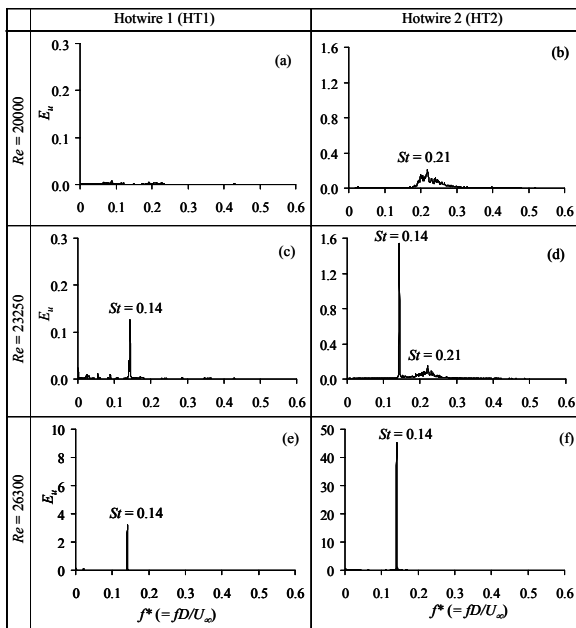 Hotwire 1 (HT1)
Hotwire 2 (HT2)
Re = 20000
E_u
(a)
0.3
0.2
0.1
0.0
0 0.1 0.2 0.3 0.4 0.5 0.6
(b)
1.6
1.2
0.8
0.4
0.0
St = 0.21
0 0.1 0.2 0.3 0.4 0.5 0.6
Re = 23250
E_u
(c)
0.3
0.2
0.1
0.0
St = 0.14
0 0.1 0.2 0.3 0.4 0.5 0.6
St = 0.14
(d)
1.6
1.2
0.8
0.4
0.0
St = 0.21
0 0.1 0.2 0.3 0.4 0.5 0.6
Re = 26300
E_u
(e)
10
8
6
4
2
0
St = 0.14
0 0.1 0.2 0.3 0.4 0.5 0.6
f* (= fD/U∞)
St = 0.14
(f)
50
40
30
20
10
0
0 0.1 0.2 0.3 0.4 0.5 0.6
f* (= fD/U∞)